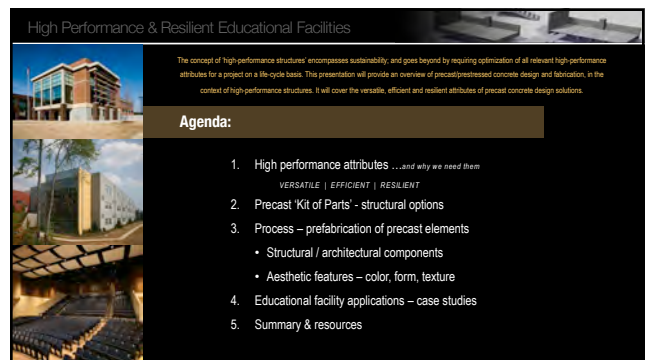 High Performance & Resilient Educational Facilities
The concept of 'high-performance structures' encompasses sustainability; and goes beyond by requiring optimization of all relevant high-performance
attributes for a project on a life-cycle basis. This presentation will provide an overview of precast/prestressed concrete design and fabrication, in the
context of high-performance structures. It will cover the versatile, efficient and resilient attributes of precast concrete design solutions.
Agenda:
1. High performance attributes …and why we need them
VERSATILE | EFFICIENT | RESILIENT
2. Precast 'Kit of Parts' - structural options
3. Process – prefabrication of precast elements
• Structural / architectural components
• Aesthetic features – color, form, texture
4. Educational facility applications – case studies
5. Summary & resources